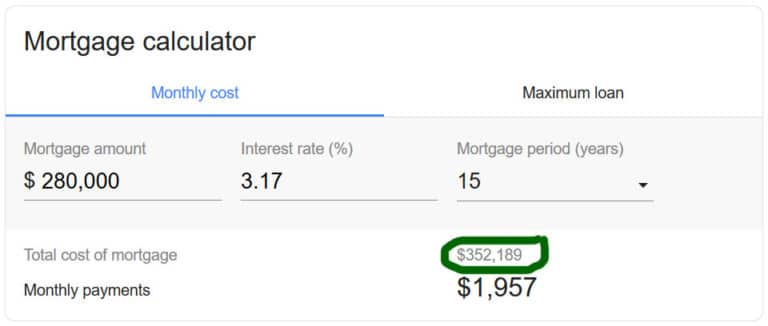 Mortgage calculator
Monthly cost Maximum loan
Mortgage amount Interest rate (%) Mortgage period (years)
$ 280,000 3.17 15
Total cost of mortgage $352,189
Monthly payments $1,957